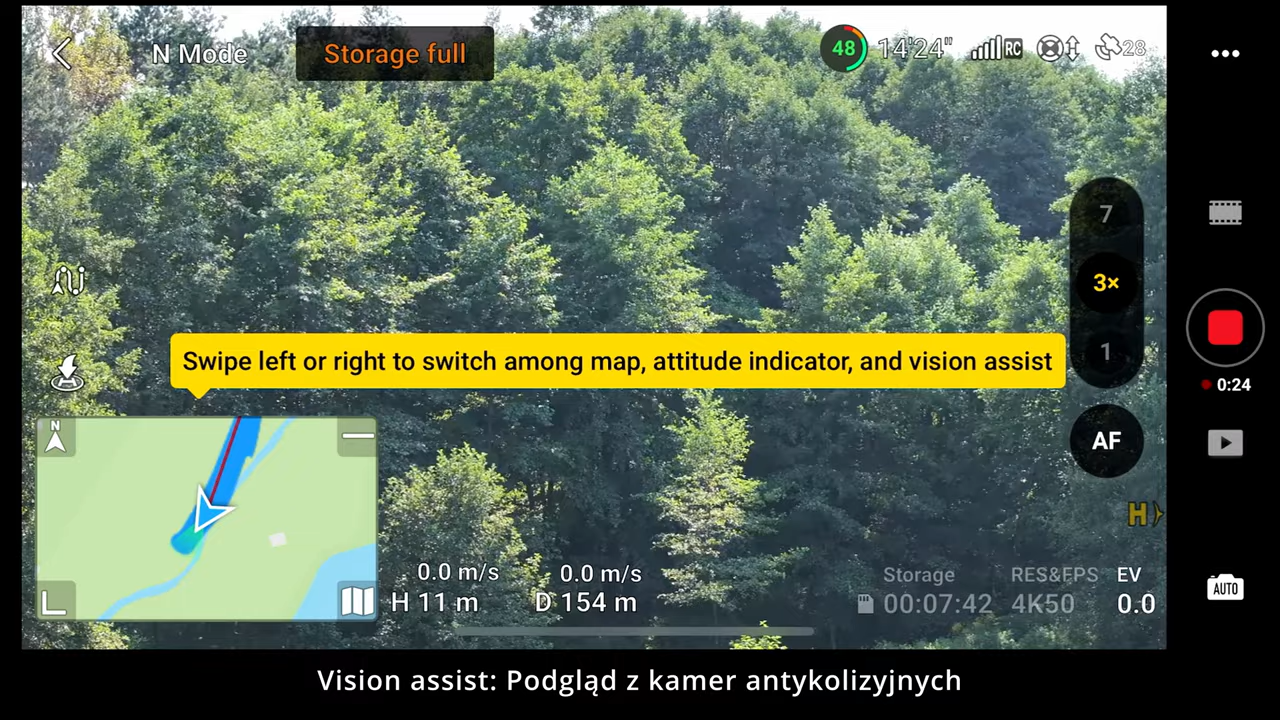 N Mode
Storage full
48
14'24"
RC
28
7
3×
1
Swipe left or right to switch among map, attitude indicator, and vision assist
0:24
AF
N
H
0.0 m/s
0.0 m/s
H 11 m
D 154 m
Storage
RES&FPS
EV
00:07:42
4K50
0.0
AUTO
Vision assist: Podgląd z kamer antykolizyjnych